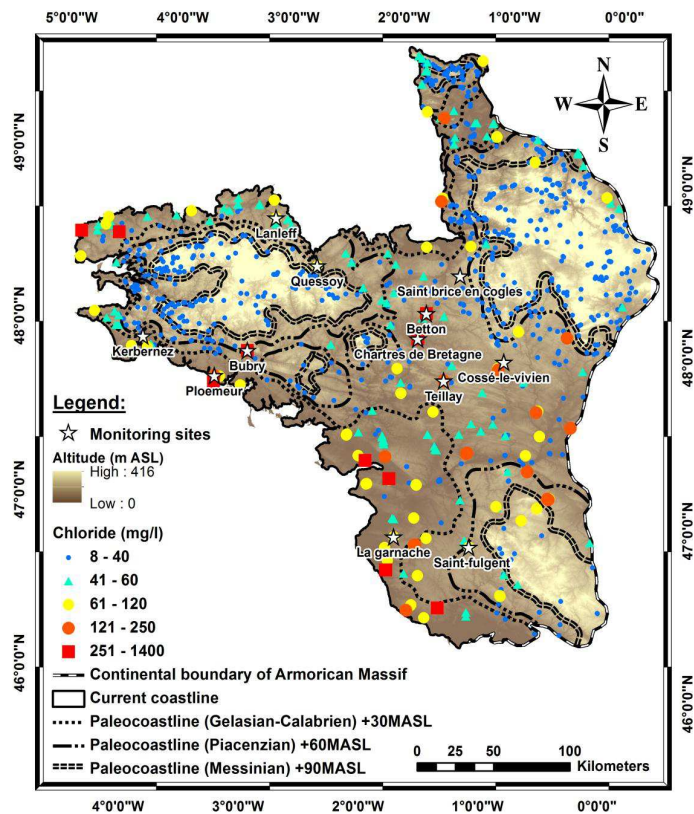 5°0'0"W 4°0'0"W 3°0'0"W 2°0'0"W 1°0'0"W 0°0'0"
49°0'0"N
48°0'0"N
47°0'0"N
46°0'0"N
N
W E
S
49°0'0"N
48°0'0"N
47°0'0"N
46°0'0"N
Lanleff
Quessoy
Saint brice en cogles
Betton
Kerbernez
Chartres de Bretagne
Bubry
Cossé-le-vivien
Ploemeur
Teillay
La garnache
Saint-fulgent
Legend:
Monitoring sites
Altitude (m ASL)
High : 416
Low : 0
Chloride (mg/l)
8 - 40
41 - 60
61 - 120
121 - 250
251 - 1400
Continental boundary of Armorican Massif
Current coastline
Paleocoastline (Gelasian-Calabrien) +30MASL
Paleocoastline (Piacenzian) +60MASL
Paleocoastline (Messinian) +90MASL
0 25 50 100
Kilometers
4°0'0"W 3°0'0"W 2°0'0"W 1°0'0"W 0°0'0"